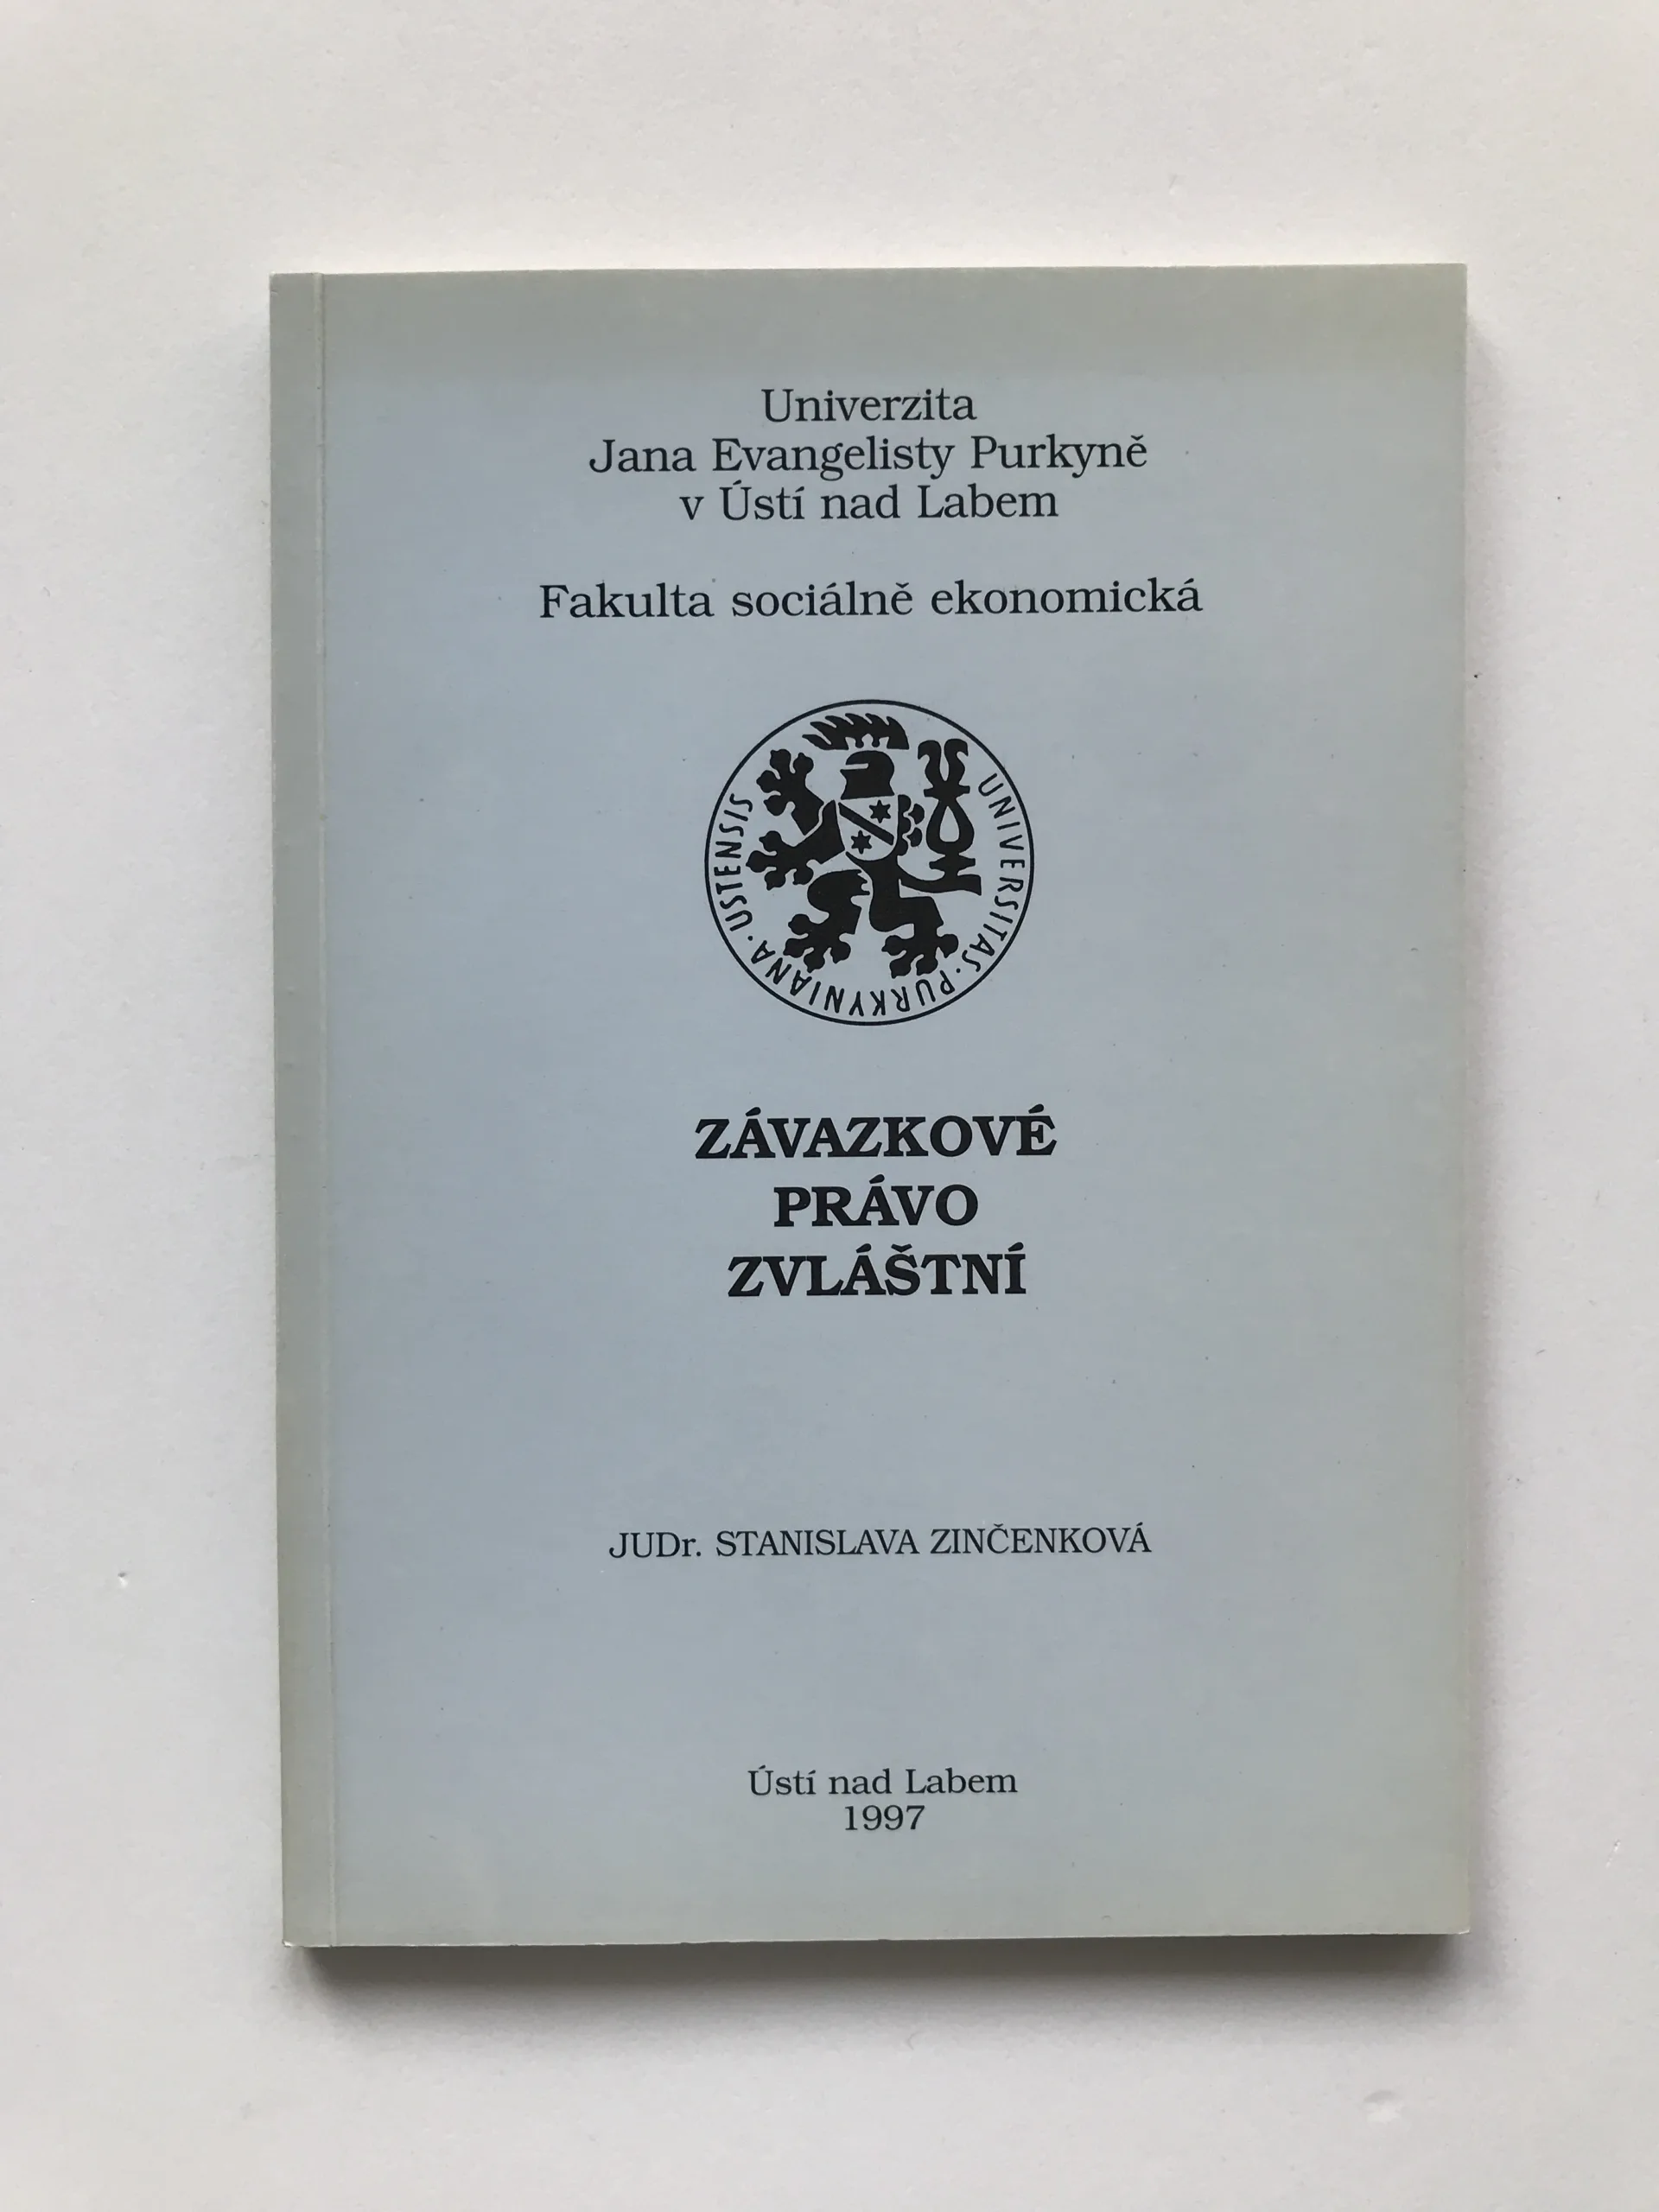 Univerzita
Jana Evangelisty Purkyně
v Ústí nad Labem
Fakulta sociálně ekonomická
UNIVERSITAS · PURKYNIANA · USTENSIS
ZÁVAZKOVÉ
PRÁVO
ZVLÁŠTNÍ
JUDr. STANISLAVA ZINČENKOVÁ
Ústí nad Labem
1997